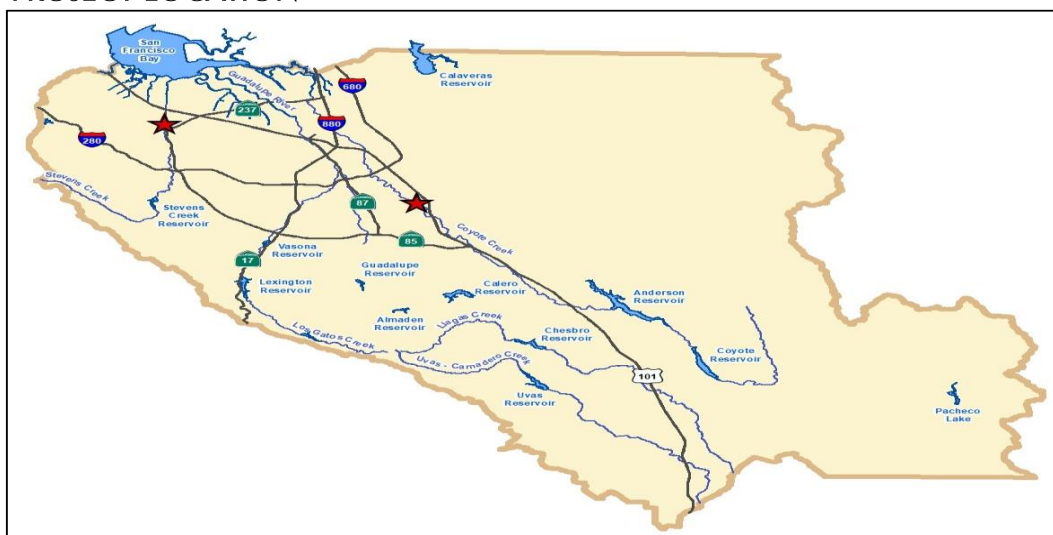 San
Francisco
Bay
Calaveras
Reservoir
680
Guadalupe River
237
880
280
Stevens Creek
Stevens
Creek
Reservoir
87
Coyote Creek
85
Vasona
Reservoir
17
Guadalupe
Reservoir
Lexington
Reservoir
Calero
Reservoir
Anderson
Reservoir
Almaden
Reservoir
Llagas Creek
Chesbro
Reservoir
Los Gatos Creek
Coyote
Reservoir
Uvas - Carnadero Creek
101
Uvas
Reservoir
Pacheco
Lake